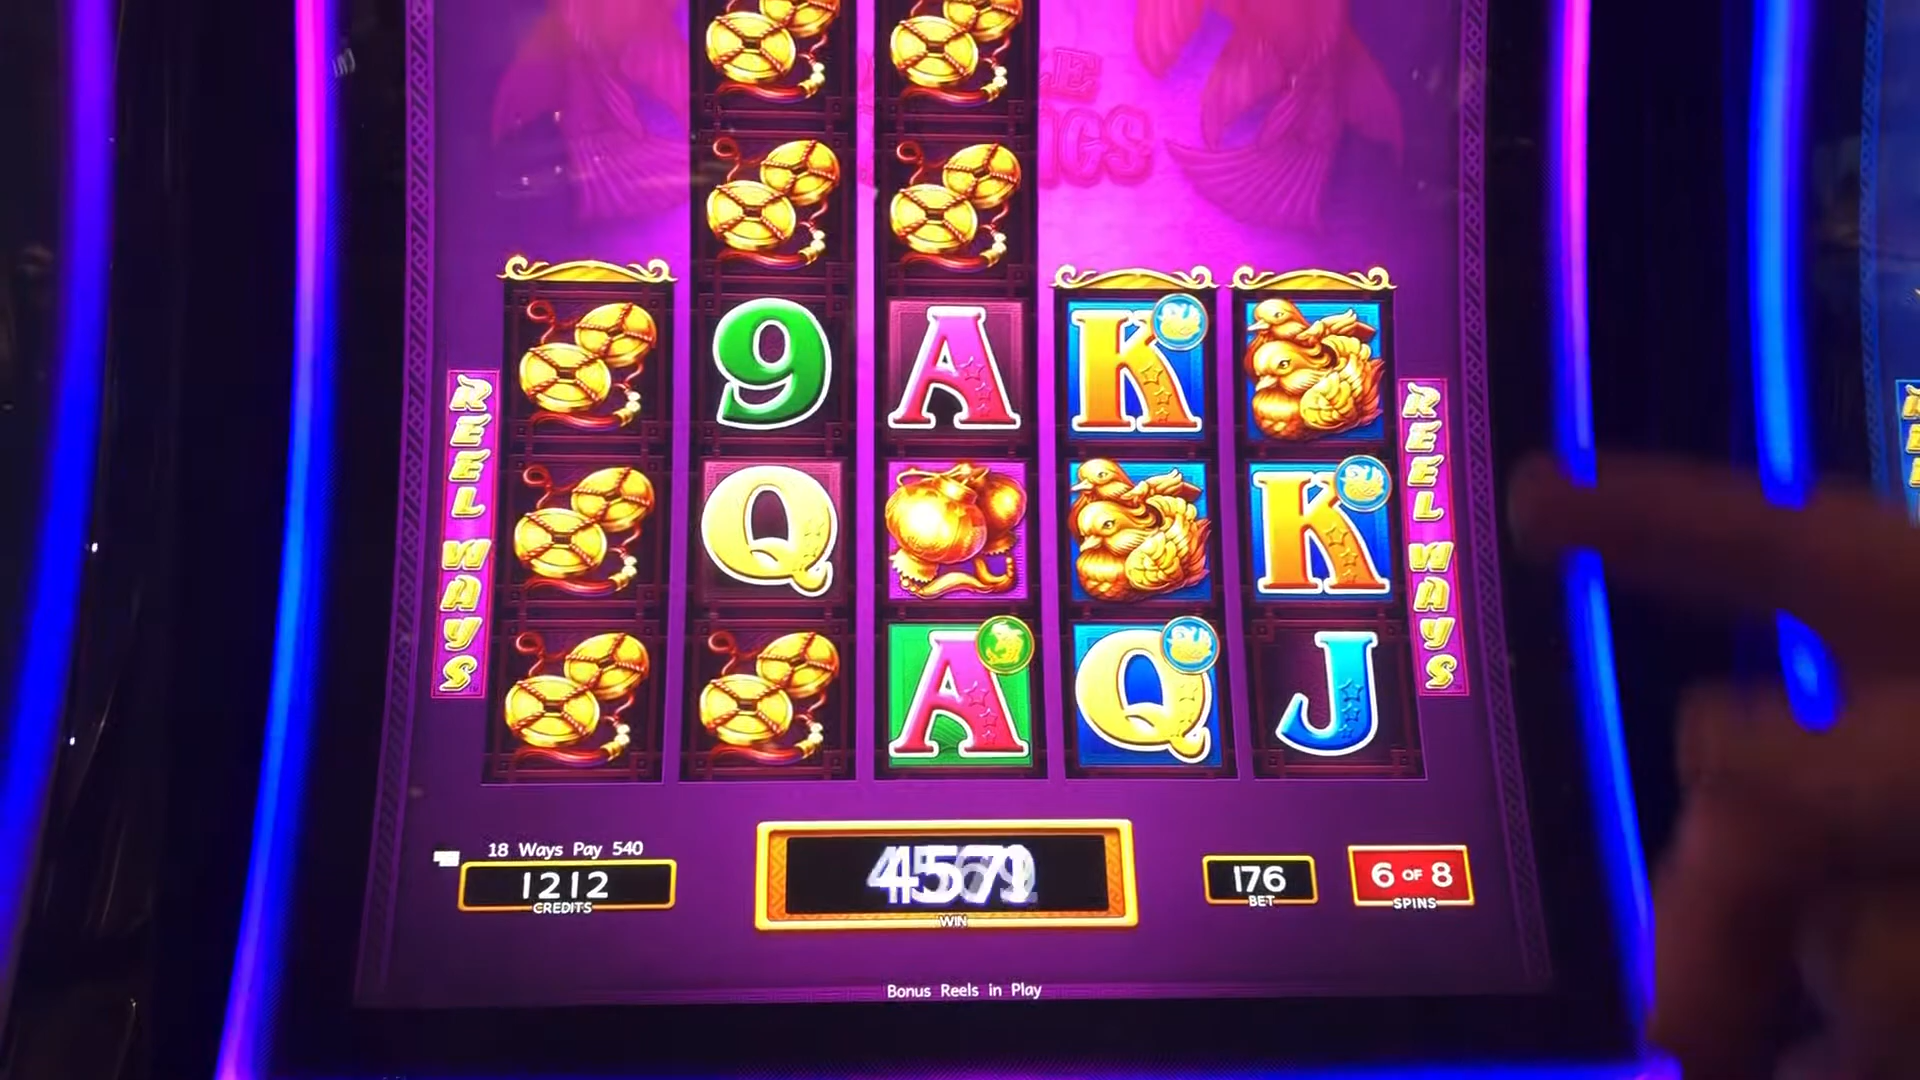 9 A K
REEL WAYS
Q K
REEL WAYS
A Q J
18 Ways Pay 540
1212
CREDITS
WIN
176
BET
6 OF 8
SPINS
Bonus Reels in Play